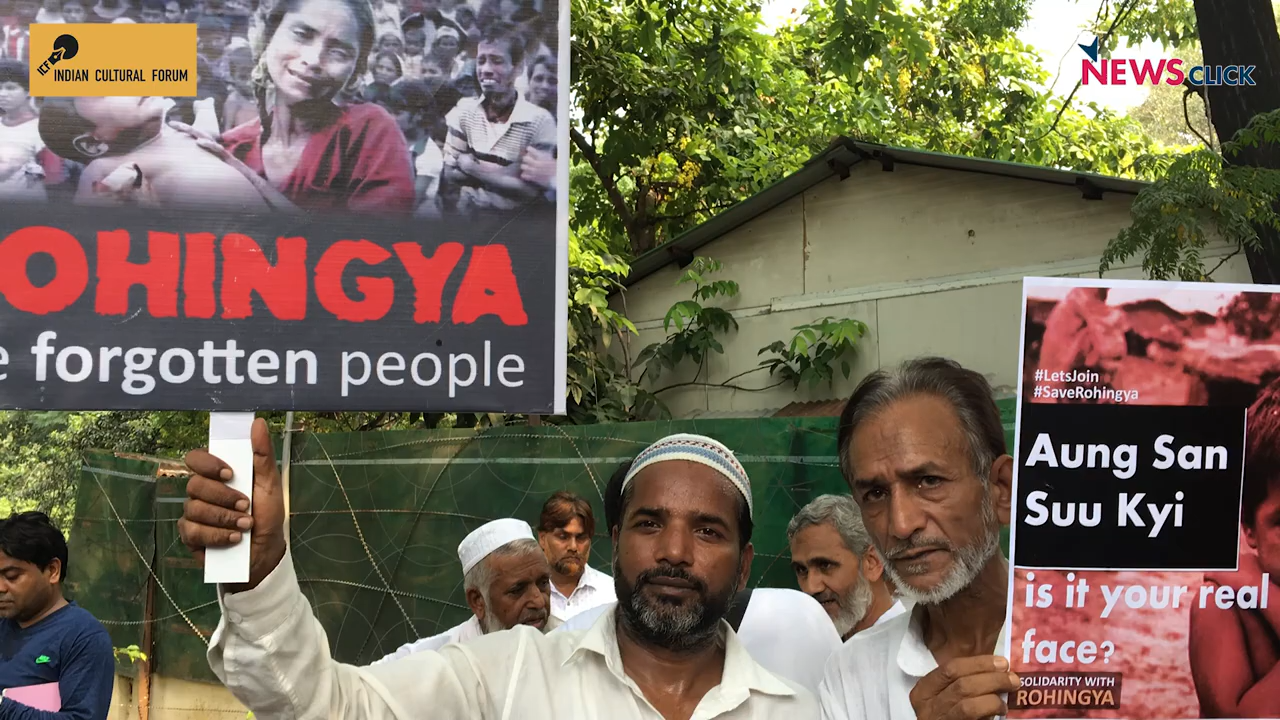 ICF INDIAN CULTURAL FORUM
NEWSCLICK
OHINGYA
e forgotten people
#LetsJoin
#SaveRohingya
Aung San
Suu Kyi
is it your real
face?
SOLIDARITY WITH
ROHINGYA